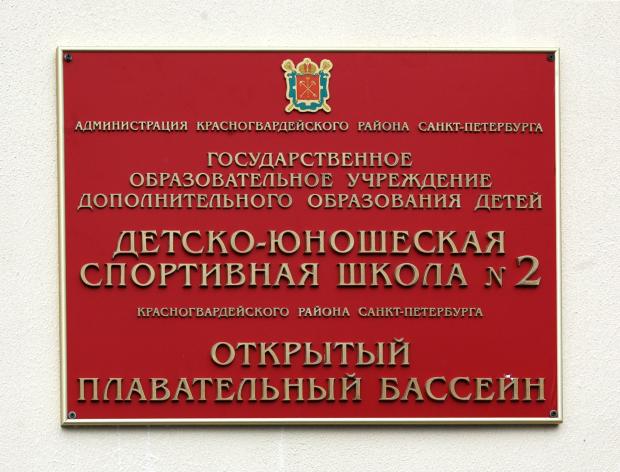 АДМИНИСТРАЦИЯ КРАСНОГВАРДЕЙСКОГО РАЙОНА САНКТ-ПЕТЕРБУРГА
ГОСУДАРСТВЕННОЕ
ОБРАЗОВАТЕЛЬНОЕ УЧРЕЖДЕНИЕ
ДОПОЛНИТЕЛЬНОГО ОБРАЗОВАНИЯ ДЕТЕЙ
ДЕТСКО-ЮНОШЕСКАЯ
СПОРТИВНАЯ ШКОЛА N 2
КРАСНОГВАРДЕЙСКОГО РАЙОНА САНКТ-ПЕТЕРБУРГА
ОТКРЫТЫЙ
ПЛАВАТЕЛЬНЫЙ БАССЕЙН